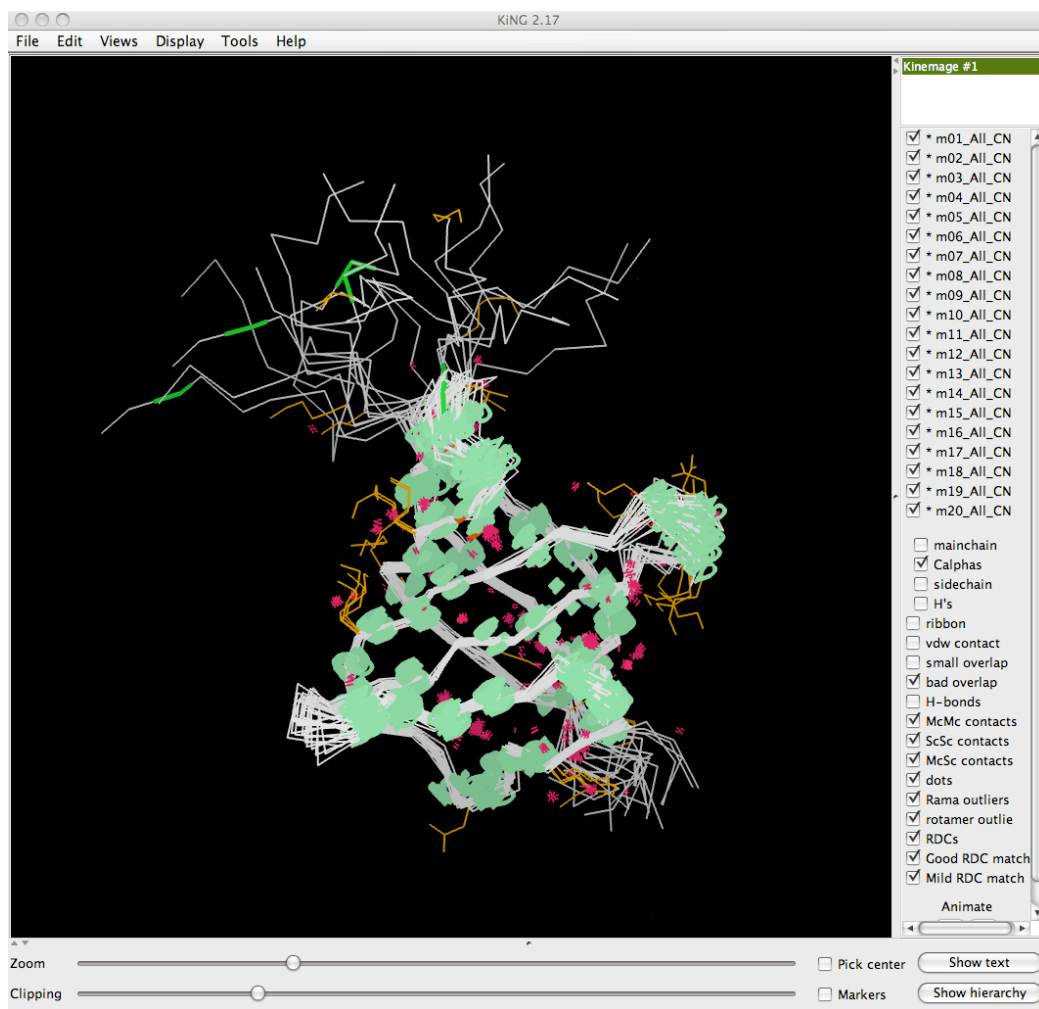 KiNG 2.17
File Edit Views Display Tools Help
Kinemage #1
* m01_All_CN
* m02_All_CN
* m03_All_CN
* m04_All_CN
* m05_All_CN
* m06_All_CN
* m07_All_CN
* m08_All_CN
* m09_All_CN
* m10_All_CN
* m11_All_CN
* m12_All_CN
* m13_All_CN
* m14_All_CN
* m15_All_CN
* m16_All_CN
* m17_All_CN
* m18_All_CN
* m19_All_CN
* m20_All_CN
mainchain
Calphas
sidechain
H's
ribbon
vdw contact
small overlap
bad overlap
H-bonds
McMc contacts
ScSc contacts
McSc contacts
dots
Rama outliers
rotamer outlie
RDCs
Good RDC match
Mild RDC match
Animate
Zoom Pick center Show text
Clipping Markers Show hierarchy